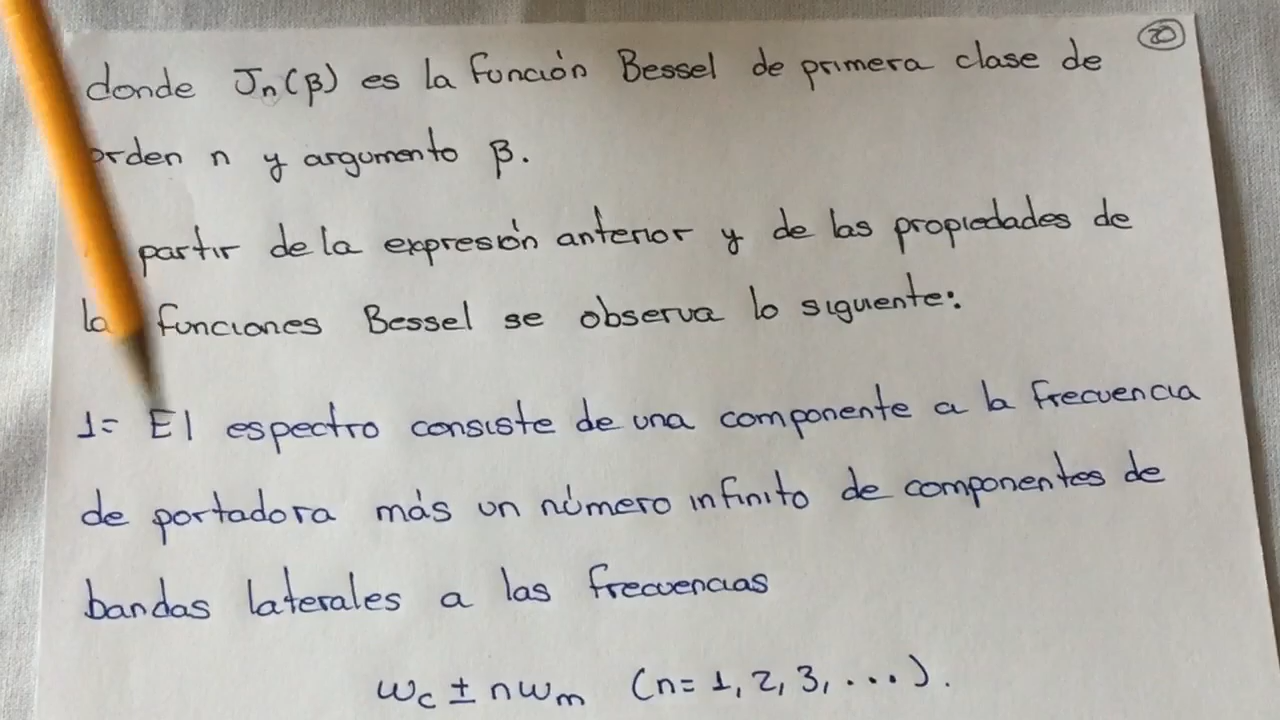 20
donde Jn(β) es la función Bessel de primera clase de
orden n y argumento β.
partir de la expresión anterior y de las propiedades de
la funciones Bessel se observa lo siguiente:
1= El espectro consiste de una componente a la frecuencia
de portadora más un número infinito de componentes de
bandas laterales a las frecuencias
ωc ± nωm (n= 1, 2, 3, ...).